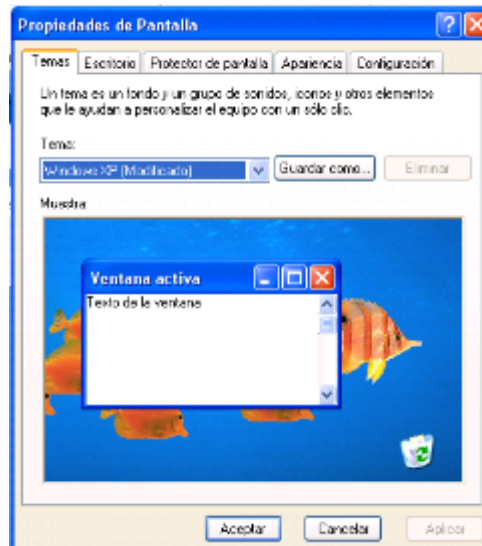 Propiedades de Pantalla
Temas Escritorio Protector de pantalla Apariencia Configuración
Un tema es un fondo y un grupo de sonidos, iconos y otros elementos
que le ayudan a personalizar el equipo con un sólo clic.
Tema:
Windows XP (Modificado) Guardar como... Eliminar
Muestra:
Ventana activa
Texto de la ventana
Aceptar Cancelar Aplicar